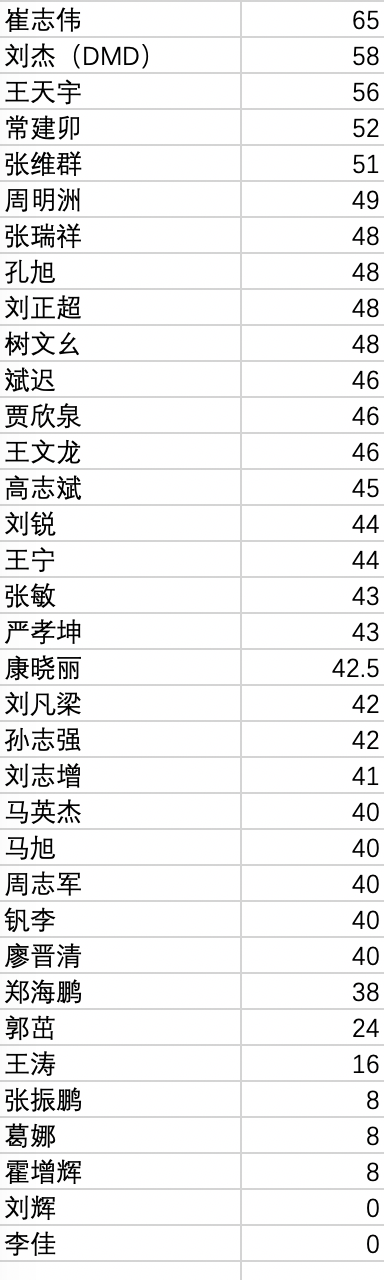 崔志伟 65
刘杰（DMD） 58
王天宇 56
常建卯 52
张维群 51
周明洲 49
张瑞祥 48
孔旭 48
刘正超 48
树文幺 48
斌迟 46
贾欣泉 46
王文龙 46
高志斌 45
刘锐 44
王宁 44
张敏 43
严孝坤 43
康晓丽 42.5
刘凡梁 42
孙志强 42
刘志增 41
马英杰 40
马旭 40
周志军 40
钒李 40
廖晋清 40
郑海鹏 38
郭茁 24
王涛 16
张振鹏 8
葛娜 8
霍增辉 8
刘辉 0
李佳 0